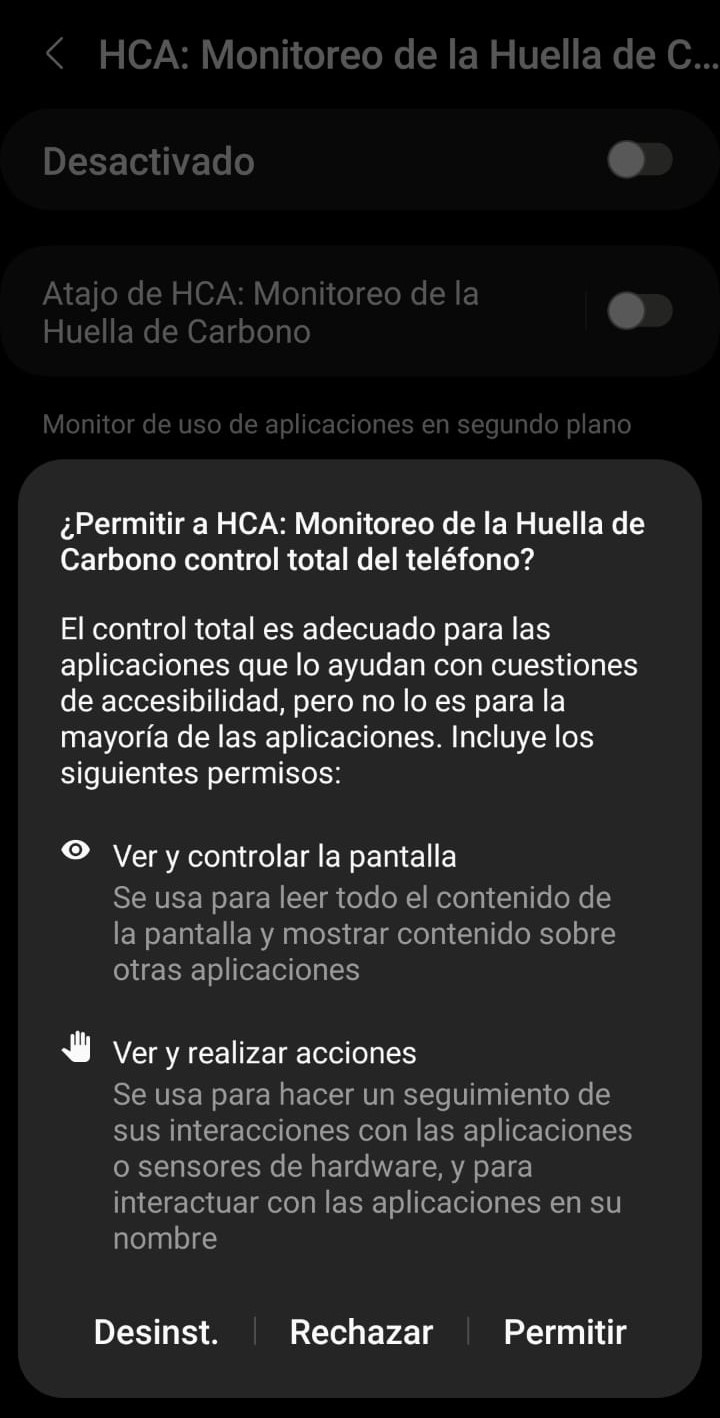 HCA: Monitoreo de la Huella de C...
Desactivado
Atajo de HCA: Monitoreo de la
Huella de Carbono
Monitor de uso de aplicaciones en segundo plano
¿Permitir a HCA: Monitoreo de la Huella de
Carbono control total del teléfono?
El control total es adecuado para las
aplicaciones que lo ayudan con cuestiones
de accesibilidad, pero no lo es para la
mayoría de las aplicaciones. Incluye los
siguientes permisos:
Ver y controlar la pantalla
Se usa para leer todo el contenido de
la pantalla y mostrar contenido sobre
otras aplicaciones
Ver y realizar acciones
Se usa para hacer un seguimiento de
sus interacciones con las aplicaciones
o sensores de hardware, y para
interactuar con las aplicaciones en su
nombre
Desinst. Rechazar Permitir